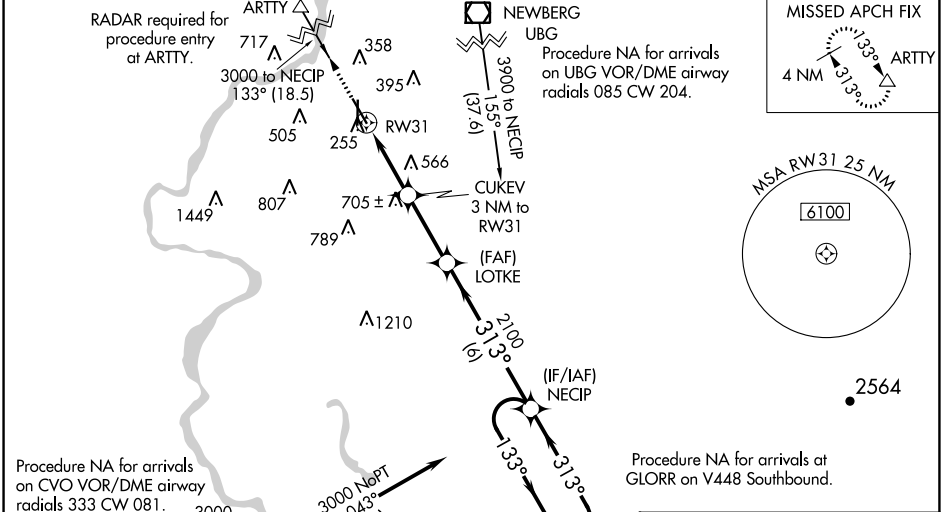 ARTTY
RADAR required for
procedure entry
at ARTTY.
NEWBERG
UBG
Procedure NA for arrivals
on UBG VOR/DME airway
radials 085 CW 204.
MISSED APCH FIX
133°
ARTTY
4 NM
313°
717
358
3000 to NECIP
133° (18.5)
395
3900 to NECIP
155°
(37.6)
505
255
RW31
566
CUKEV
3 NM to
RW31
705 ±
807
1449
789
MSA RW31 25 NM
6100
(FAF)
LOTKE
1210
2100
313°
(6)
(IF/IAF)
NECIP
2564
133°
313°
Procedure NA for arrivals
on CVO VOR/DME airway
radials 333 CW 081.
3000 NoPT
043°
3000
Procedure NA for arrivals at
GLORR on V448 Southbound.